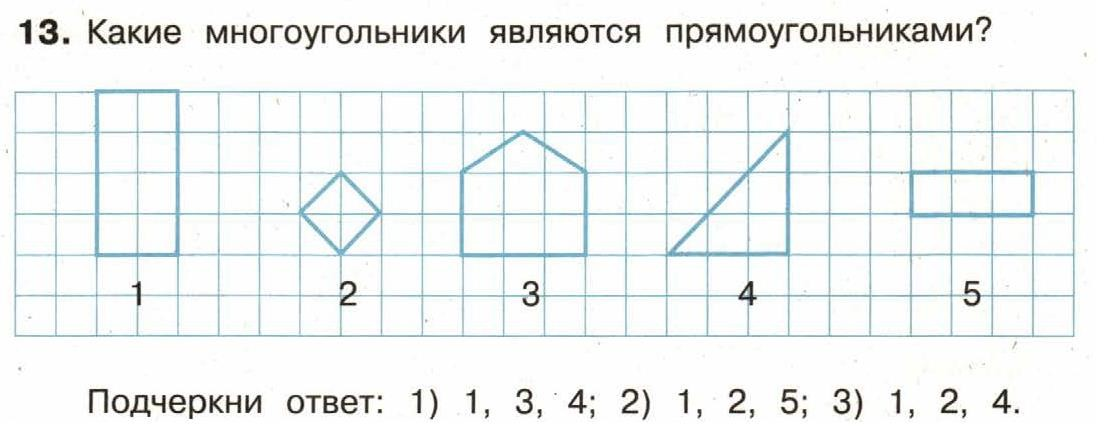 13. Какие многоугольники являются прямоугольниками?
1 2 3 4 5
Подчеркни ответ: 1) 1, 3, 4; 2) 1, 2, 5; 3) 1, 2, 4.